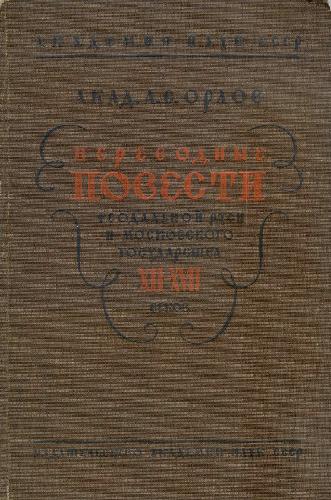 АКАДЕМИЯ НАУК СССР
АКАД. А.С. ОРЛОВ
ПЕРЕВОДНЫЕ
ПОВЕСТИ
ФЕОДАЛЬНОЙ РУСИ
И МОСКОВСКОГО
ГОСУДАРСТВА
XII-XVII
ВЕКОВ
ИЗДАТЕЛЬСТВО АКАДЕМИИ НАУК СССР